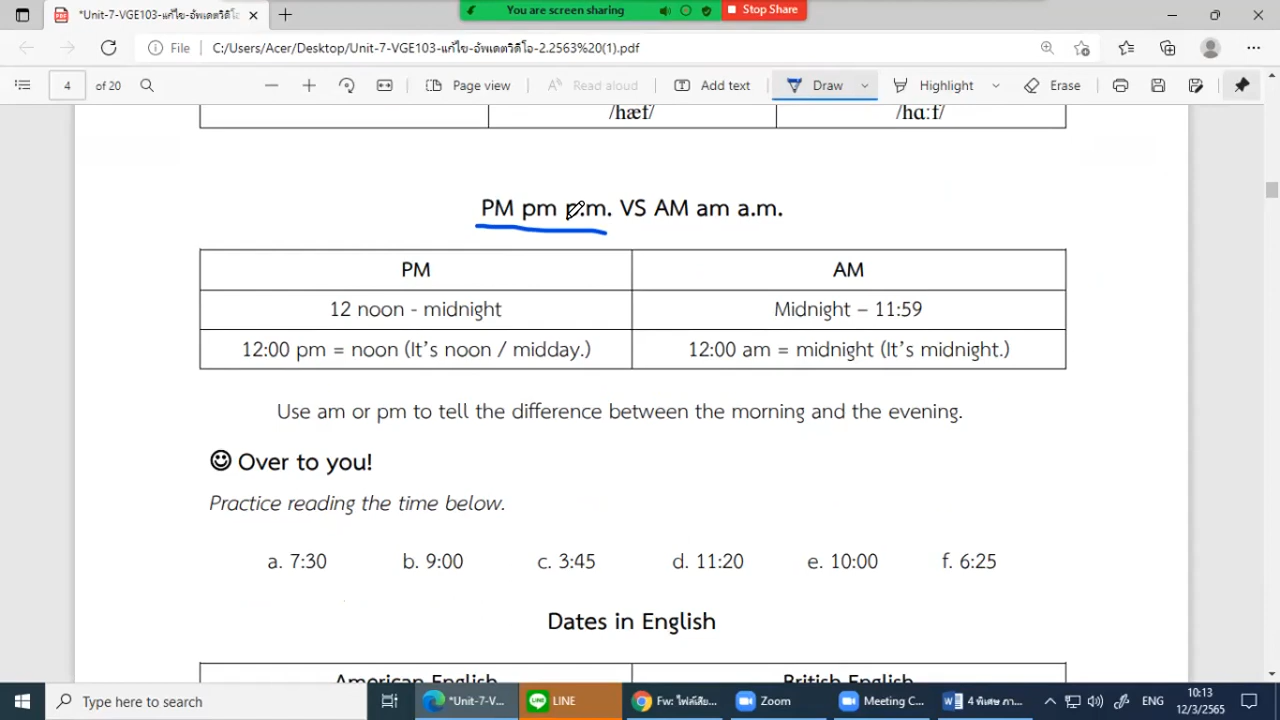 *Unit-7-VGE103-แก้ไข-อัพเดตวิดีโ
You are screen sharing
Stop Share
File
C:/Users/Acer/Desktop/Unit-7-VGE103-แก้ไข-อัพเดตวิดีโอ-2.2563%20(1).pdf
4 of 20
Page view
Read aloud
Add text
Draw
Highlight
Erase
/hæf/ /hɑːf/
PM pm p.m. VS AM am a.m.
PM AM
12 noon - midnight Midnight – 11:59
12:00 pm = noon (It’s noon / midday.) 12:00 am = midnight (It’s midnight.)
Use am or pm to tell the difference between the morning and the evening.
☺ Over to you!
Practice reading the time below.
a. 7:30 b. 9:00 c. 3:45 d. 11:20 e. 10:00 f. 6:25
Dates in English
American English British English
Type here to search
*Unit-7-V...
LINE
Fw: ไฟล์เสีย...
Zoom
Meeting C...
4 พิเศษ ภา...
ENG
10:13
12/3/2565